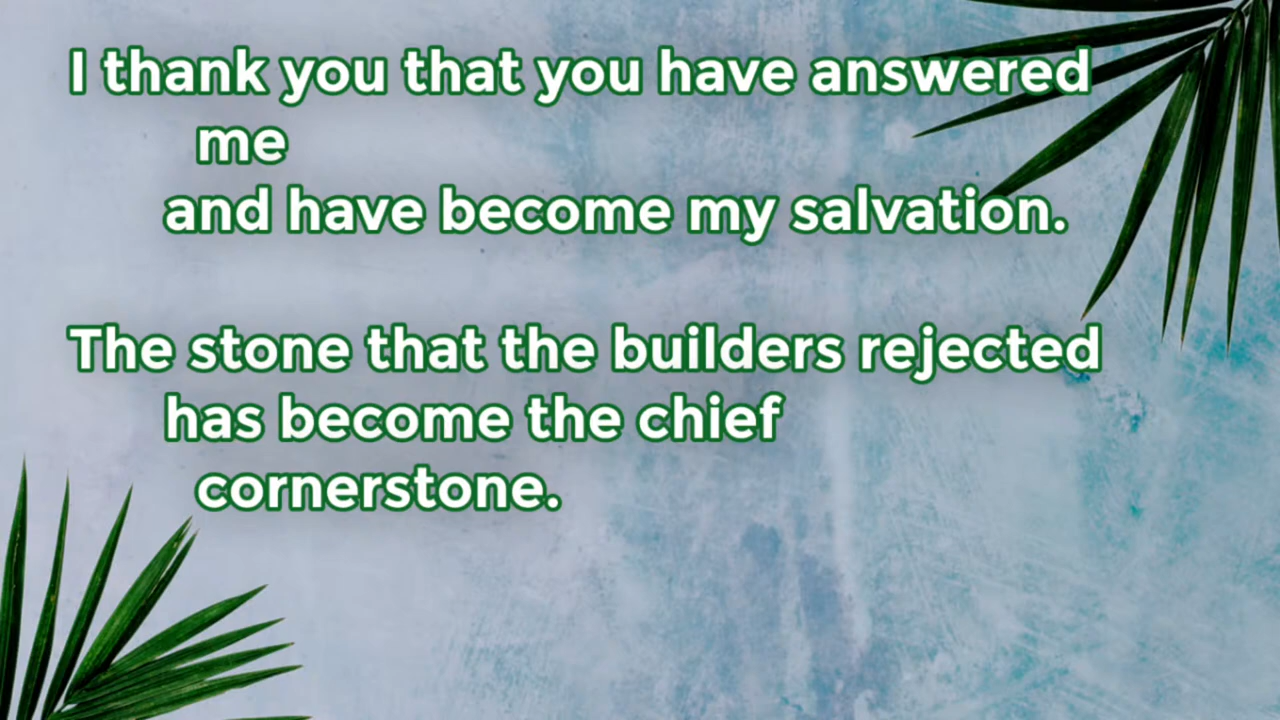 I thank you that you have answered
me
and have become my salvation.
The stone that the builders rejected
has become the chief
cornerstone.